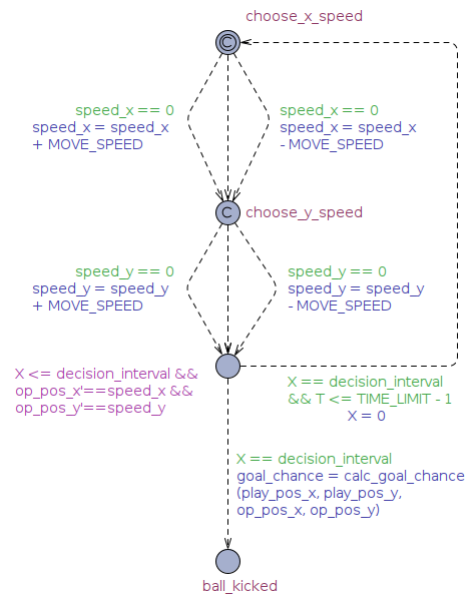 choose_x_speed
C
speed_x == 0
speed_x = speed_x
+ MOVE_SPEED
speed_x == 0
speed_x = speed_x
- MOVE_SPEED
C
choose_y_speed
speed_y == 0
speed_y = speed_y
+ MOVE_SPEED
speed_y == 0
speed_y = speed_y
- MOVE_SPEED
X <= decision_interval &&
op_pos_x'==speed_x &&
op_pos_y'==speed_y
X == decision_interval
&& T <= TIME_LIMIT - 1
X = 0
X == decision_interval
goal_chance = calc_goal_chance
(play_pos_x, play_pos_y,
op_pos_x, op_pos_y)
ball_kicked